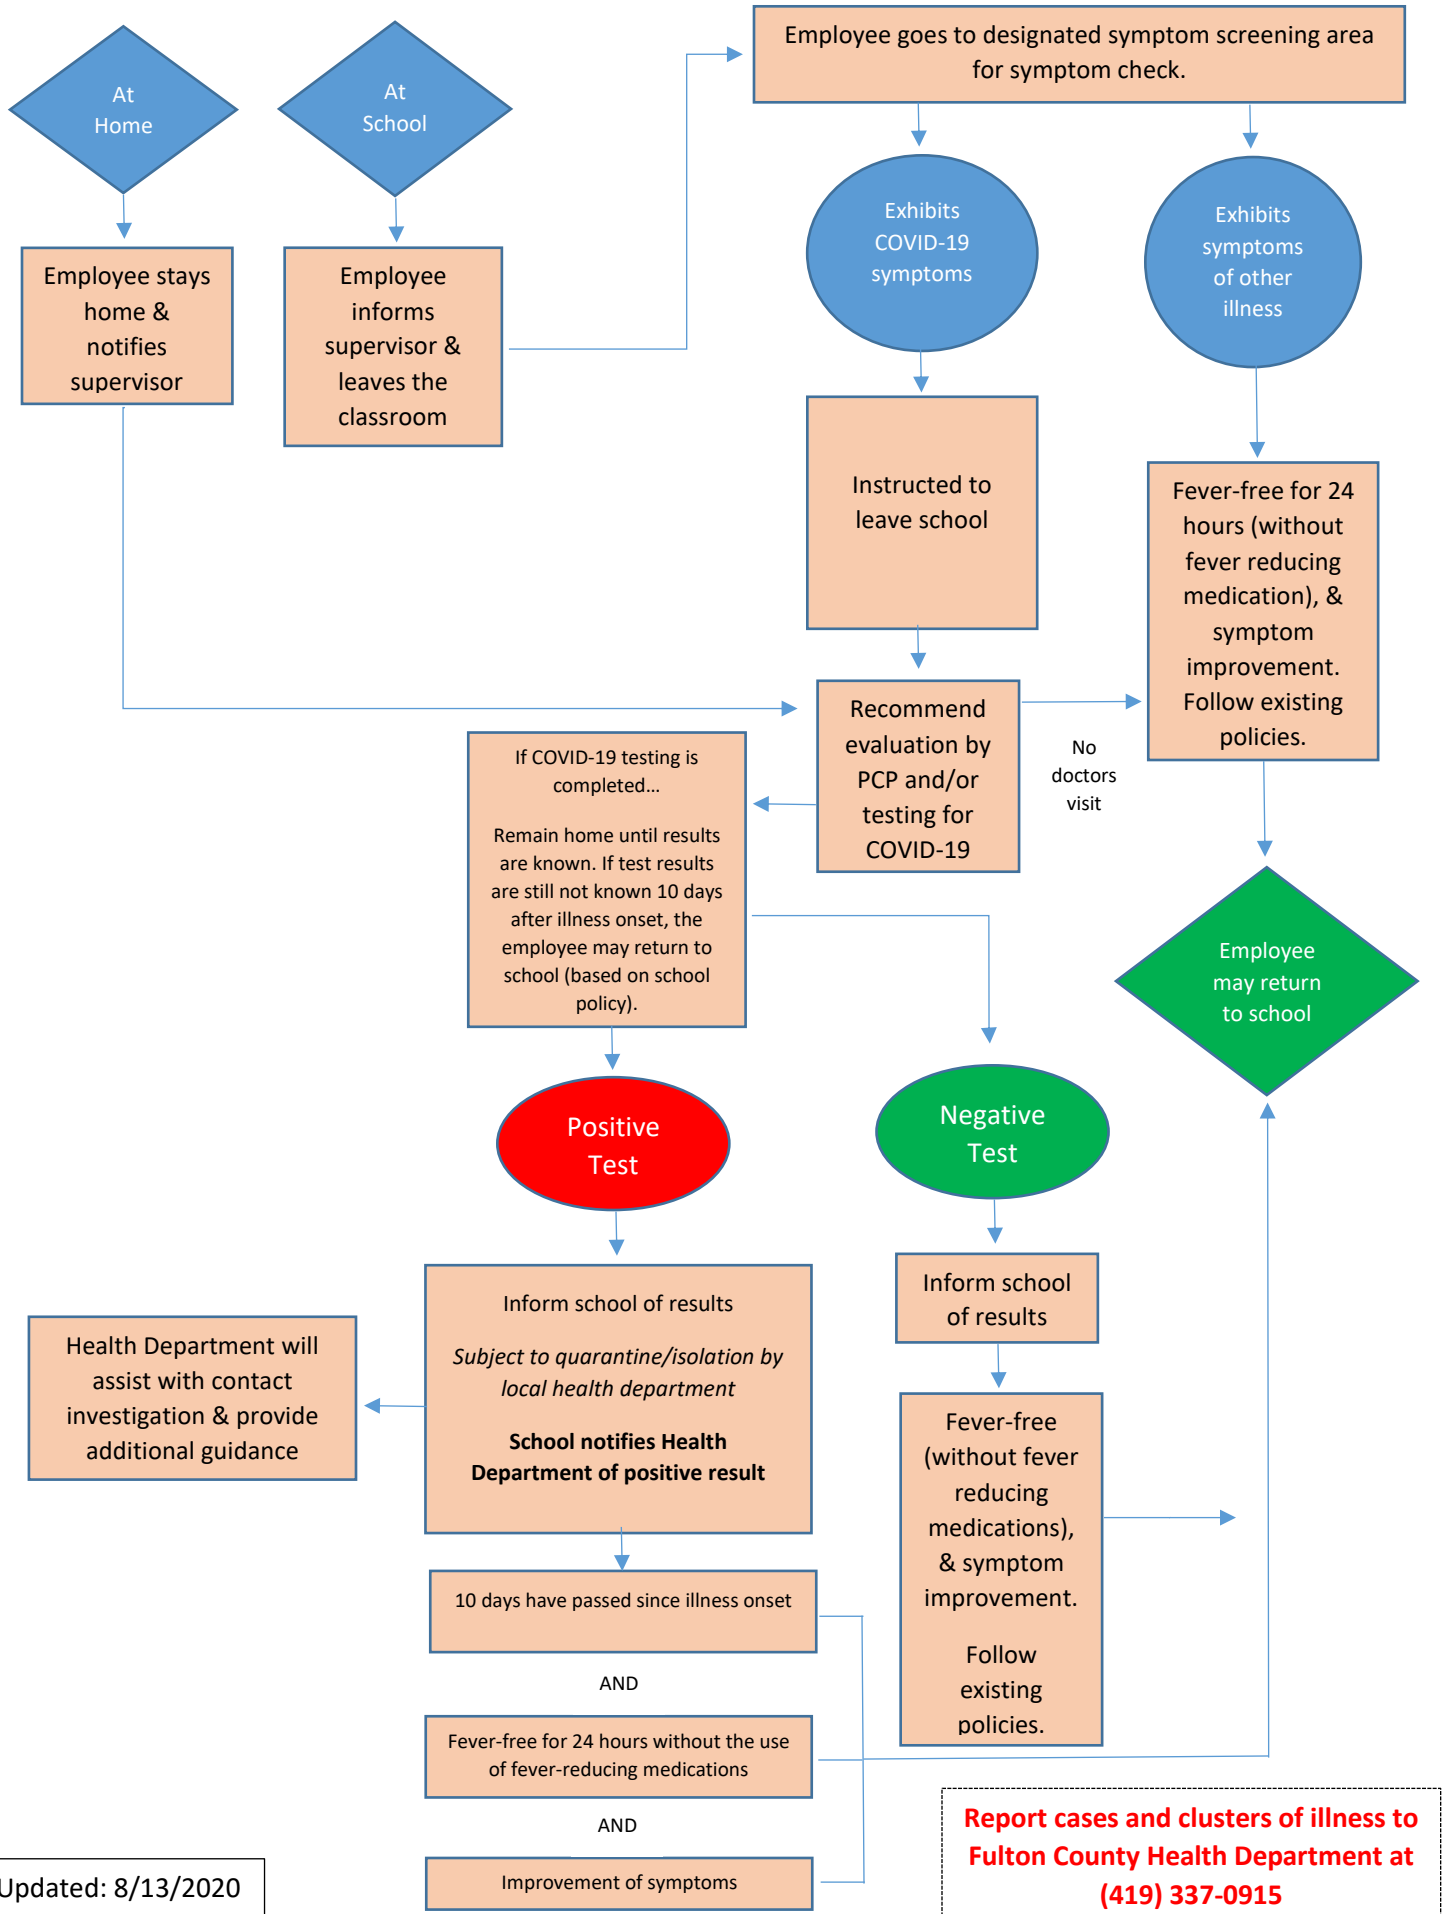 At
Home
At
School
Employee goes to designated symptom screening area
for symptom check.
Exhibits
COVID-19
symptoms
Exhibits
symptoms
of other
illness
Employee stays
home &
notifies
supervisor
Employee
informs
supervisor &
leaves the
classroom
Instructed to
leave school
Fever-free for 24
hours (without
fever reducing
medication), &
symptom
improvement.
Follow existing
policies.
Recommend
evaluation by
PCP and/or
testing for
COVID-19
No
doctors
visit
If COVID-19 testing is
completed…
Remain home until results
are known. If test results
are still not known 10 days
after illness onset, the
employee may return to
school (based on school
policy).
Employee
may return
to school
Positive
Test
Negative
Test
Inform school of results
Subject to quarantine/isolation by
local health department
School notifies Health
Department of positive result
Inform school
of results
Health Department will
assist with contact
investigation & provide
additional guidance
Fever-free
(without fever
reducing
medications),
& symptom
improvement.
Follow
existing
policies.
10 days have passed since illness onset
AND
Fever-free for 24 hours without the use
of fever-reducing medications
AND
Improvement of symptoms
Report cases and clusters of illness to
Fulton County Health Department at
(419) 337-0915
Updated: 8/13/2020